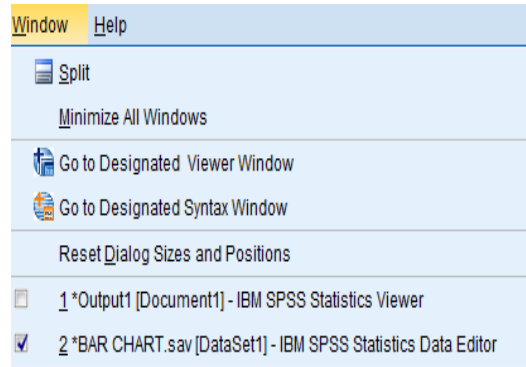 Window Help
Split
Minimize All Windows
Go to Designated Viewer Window
Go to Designated Syntax Window
Reset Dialog Sizes and Positions
1 *Output1 [Document1] - IBM SPSS Statistics Viewer
2 *BAR CHART.sav [DataSet1] - IBM SPSS Statistics Data Editor